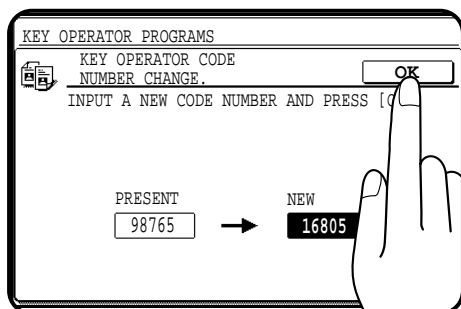 KEY OPERATOR PROGRAMS
KEY OPERATOR CODE
NUMBER CHANGE.
OK
INPUT A NEW CODE NUMBER AND PRESS
PRESENT
NEW
98765
16805